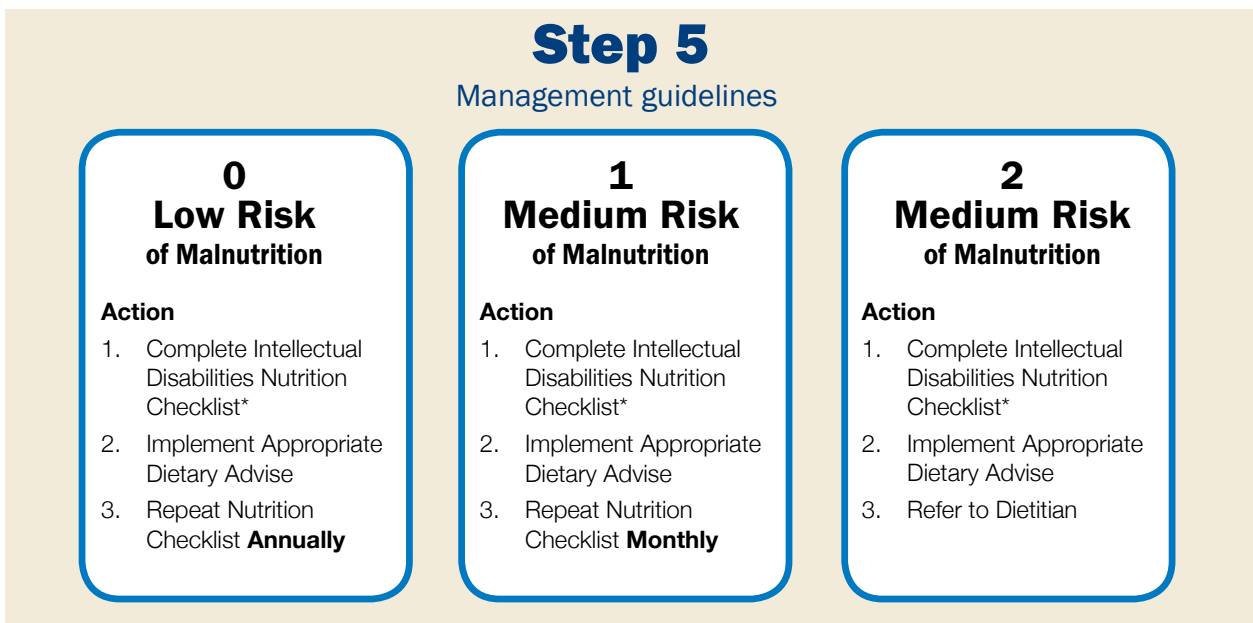 Step 5
Management guidelines
0
Low Risk
of Malnutrition
Action
1. Complete Intellectual
Disabilities Nutrition
Checklist*
2. Implement Appropriate
Dietary Advise
3. Repeat Nutrition
Checklist Annually
1
Medium Risk
of Malnutrition
Action
1. Complete Intellectual
Disabilities Nutrition
Checklist*
2. Implement Appropriate
Dietary Advise
3. Repeat Nutrition
Checklist Monthly
2
Medium Risk
of Malnutrition
Action
1. Complete Intellectual
Disabilities Nutrition
Checklist*
2. Implement Appropriate
Dietary Advise
3. Refer to Dietitian